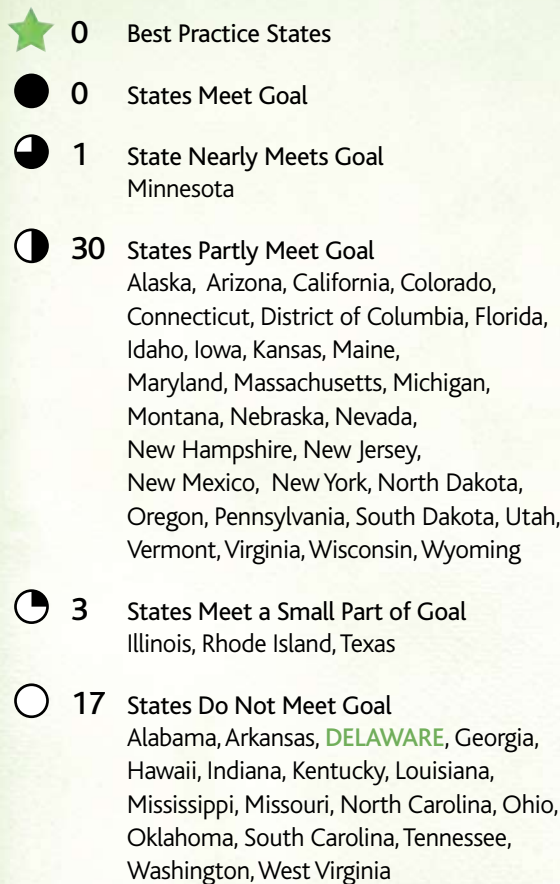 0 Best Practice States
0 States Meet Goal
1 State Nearly Meets Goal
Minnesota
30 States Partly Meet Goal
Alaska, Arizona, California, Colorado,
Connecticut, District of Columbia, Florida,
Idaho, Iowa, Kansas, Maine,
Maryland, Massachusetts, Michigan,
Montana, Nebraska, Nevada,
New Hampshire, New Jersey,
New Mexico, New York, North Dakota,
Oregon, Pennsylvania, South Dakota, Utah,
Vermont, Virginia, Wisconsin, Wyoming
3 States Meet a Small Part of Goal
Illinois, Rhode Island, Texas
17 States Do Not Meet Goal
Alabama, Arkansas, DELAWARE, Georgia,
Hawaii, Indiana, Kentucky, Louisiana,
Mississippi, Missouri, North Carolina, Ohio,
Oklahoma, South Carolina, Tennessee,
Washington, West Virginia